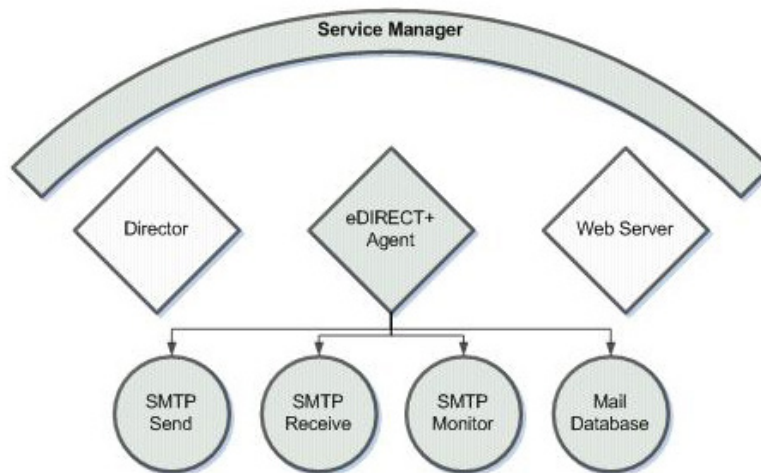 Service Manager
Director
eDIRECT+
Agent
Web Server
SMTP
Send
SMTP
Receive
SMTP
Monitor
Mail
Database